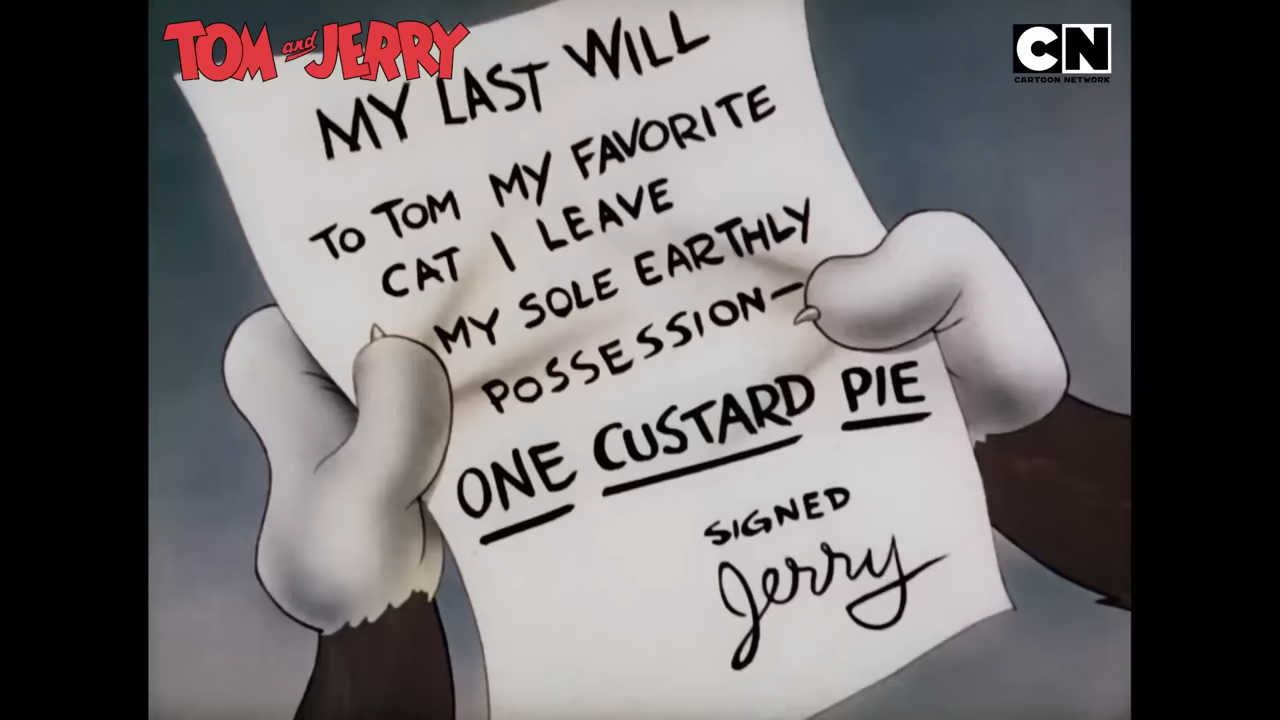 TOM and JERRY
CN
CARTOON NETWORK
MY LAST WILL
TO TOM MY FAVORITE
CAT I LEAVE
MY SOLE EARTHLY
POSSESSION—
ONE CUSTARD PIE
SIGNED
Jerry